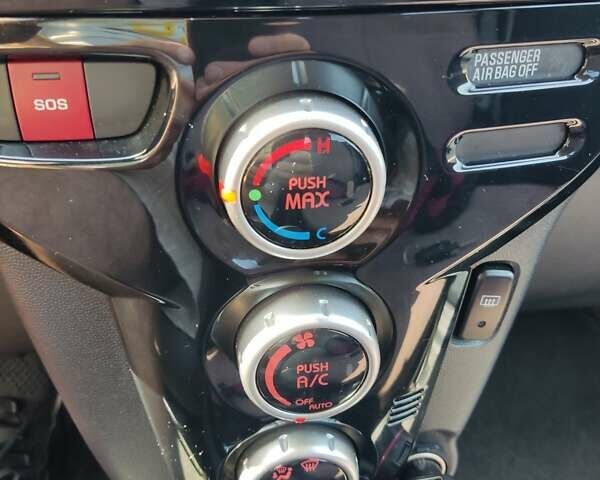 SOS
PASSENGER
AIR BAG OFF
H
PUSH
MAX
C
PUSH
A/C
OFF AUTO